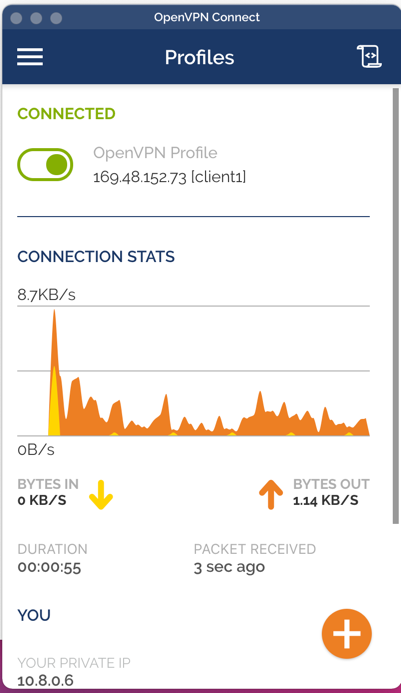 OpenVPN Connect
Profiles
CONNECTED
OpenVPN Profile
169.48.152.73 [client1]
CONNECTION STATS
8.7KB/s
0B/s
BYTES IN
0 KB/S
BYTES OUT
1.14 KB/S
DURATION
00:00:55
PACKET RECEIVED
3 sec ago
YOU
YOUR PRIVATE IP
10.8.0.6